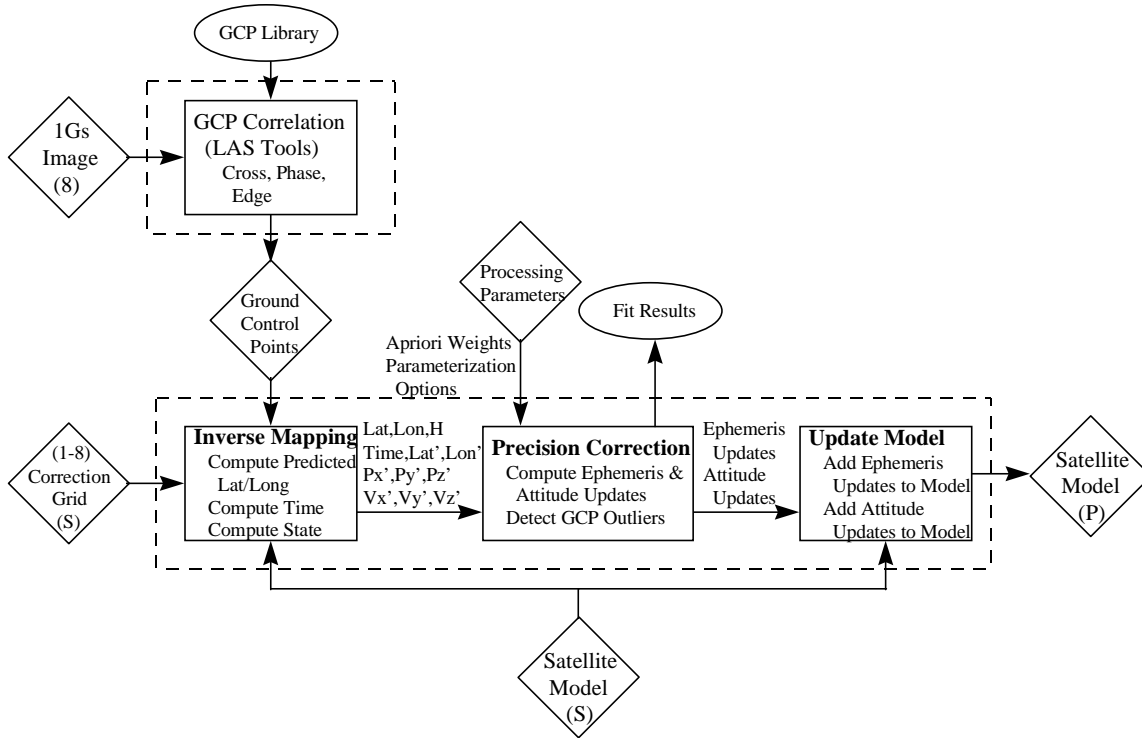 GCP Library
GCP Correlation
(LAS Tools)
Cross, Phase,
Edge
1Gs
Image
(8)
Ground
Control
Points
Processing
Parameters
Fit Results
Apriori Weights
Parameterization
Options
(1-8)
Correction
Grid
(S)
Inverse Mapping
Compute Predicted
Lat/Long
Compute Time
Compute State
Lat,Lon,H
Time,Lat’,Lon’
Px’,Py’,Pz’
Vx’,Vy’,Vz’
Precision Correction
Compute Ephemeris &
Attitude Updates
Detect GCP Outliers
Ephemeris
Updates
Attitude
Updates
Update Model
Add Ephemeris
Updates to Model
Add Attitude
Updates to Model
Satellite
Model
(P)
Satellite
Model
(S)